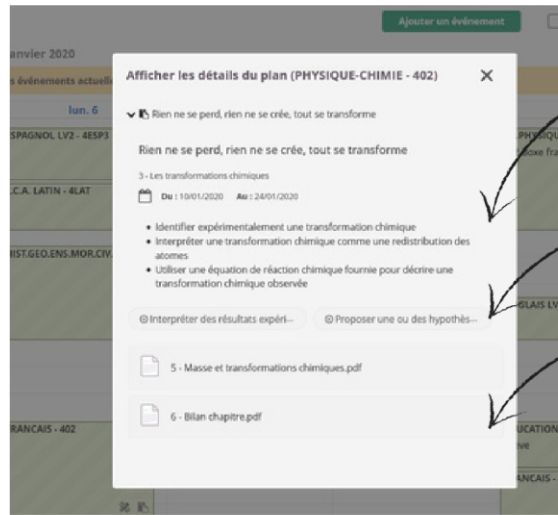 Ajouter un événement
anvier 2020
s événements actuelle
lun. 6
SPAGNOL LV2 - 4ESP3
.C.A. LATIN - 4LAT
IST.GEO.ENS.MOR.CIV.
RANCAIS - 402
Afficher les détails du plan (PHYSIQUE-CHIMIE - 402)
Rien ne se perd, rien ne se crée, tout se transforme
Rien ne se perd, rien ne se crée, tout se transforme
3 - Les transformations chimiques
Du : 10/01/2020 Au : 24/01/2020
• Identifier expérimentalement une transformation chimique
• Interpréter une transformation chimique comme une redistribution des
atomes
• Utiliser une équation de réaction chimique fournie pour décrire une
transformation chimique observée
Interpréter des résultats expéri...
Proposer une ou des hypothès...
5 - Masse et transformations chimiques.pdf
6 - Bilan chapitre.pdf
GLAIS LV
UCATION
ive
ANCAIS -